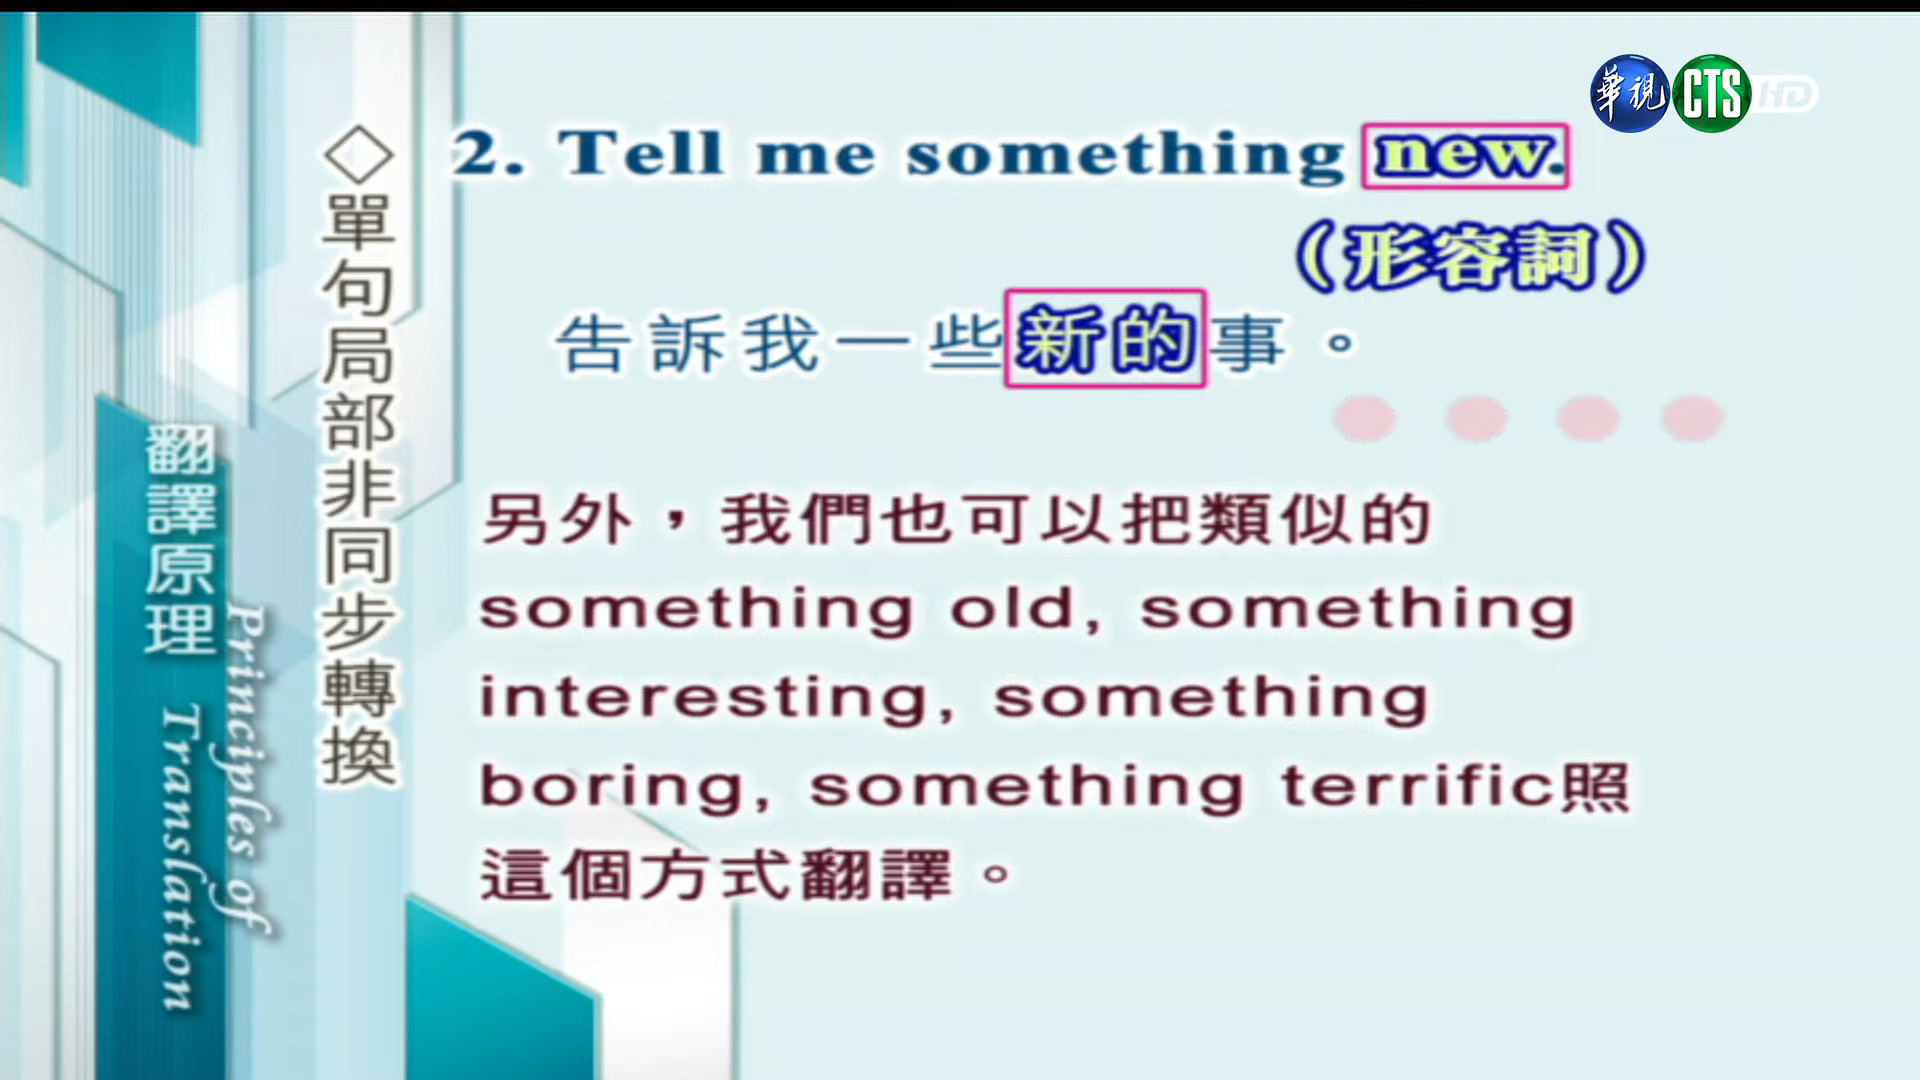 華視 CTS HD
2. Tell me something new.
（形容詞）
告訴我一些新的事。
另外，我們也可以把類似的
something old, something
interesting, something
boring, something terrific照
這個方式翻譯。
◇單句局部非同步轉換
翻譯原理
Principles of
Translation